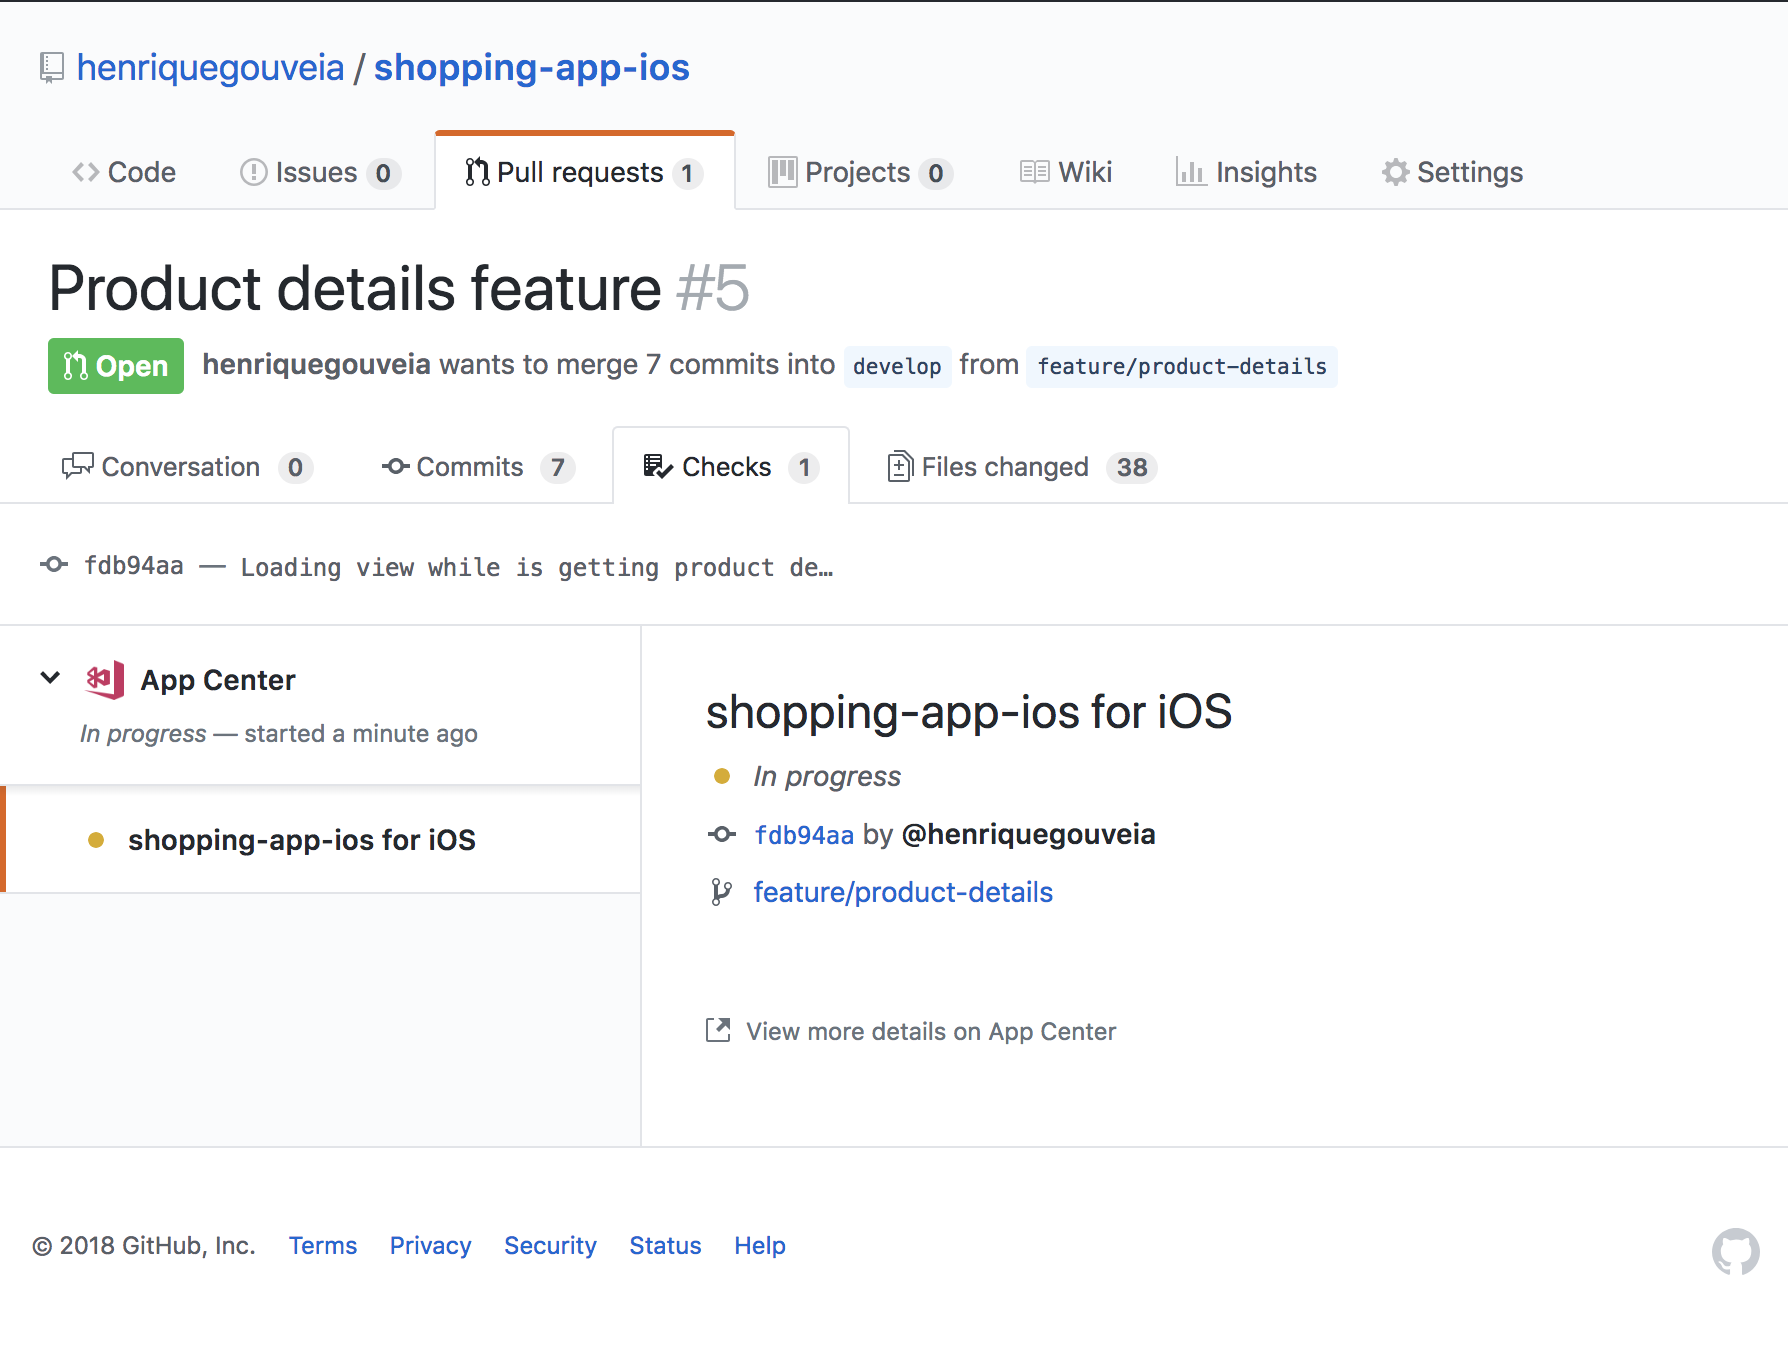 henriquegouveia / shopping-app-ios
Code Issues 0 Pull requests 1 Projects 0 Wiki Insights Settings
Product details feature #5
Open henriquegouveia wants to merge 7 commits into develop from feature/product-details
Conversation 0 Commits 7 Checks 1 Files changed 38
fdb94aa — Loading view while is getting product de…
App Center
In progress — started a minute ago
shopping-app-ios for iOS
shopping-app-ios for iOS
In progress
fdb94aa by @henriquegouveia
feature/product-details
View more details on App Center
© 2018 GitHub, Inc. Terms Privacy Security Status Help